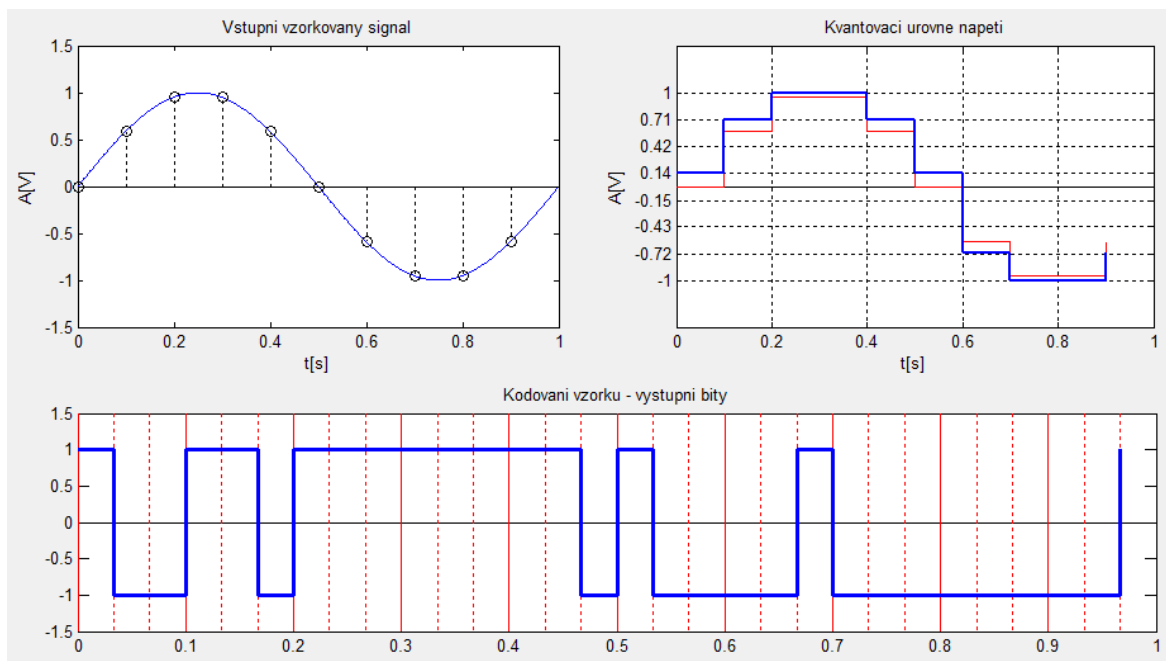 Vstupni vzorkovany signal
1.5
1
0.5
0
-0.5
-1
-1.5
A[V]
0 0.2 0.4 0.6 0.8 1
t[s]
Kvantovaci urovne napeti
1
0.71
0.42
0.14
-0.15
-0.43
-0.72
-1
A[V]
0 0.2 0.4 0.6 0.8 1
t[s]
Kodovani vzorku - vystupni bity
1.5
1
0.5
0
-0.5
-1
-1.5
0 0.1 0.2 0.3 0.4 0.5 0.6 0.7 0.8 0.9 1